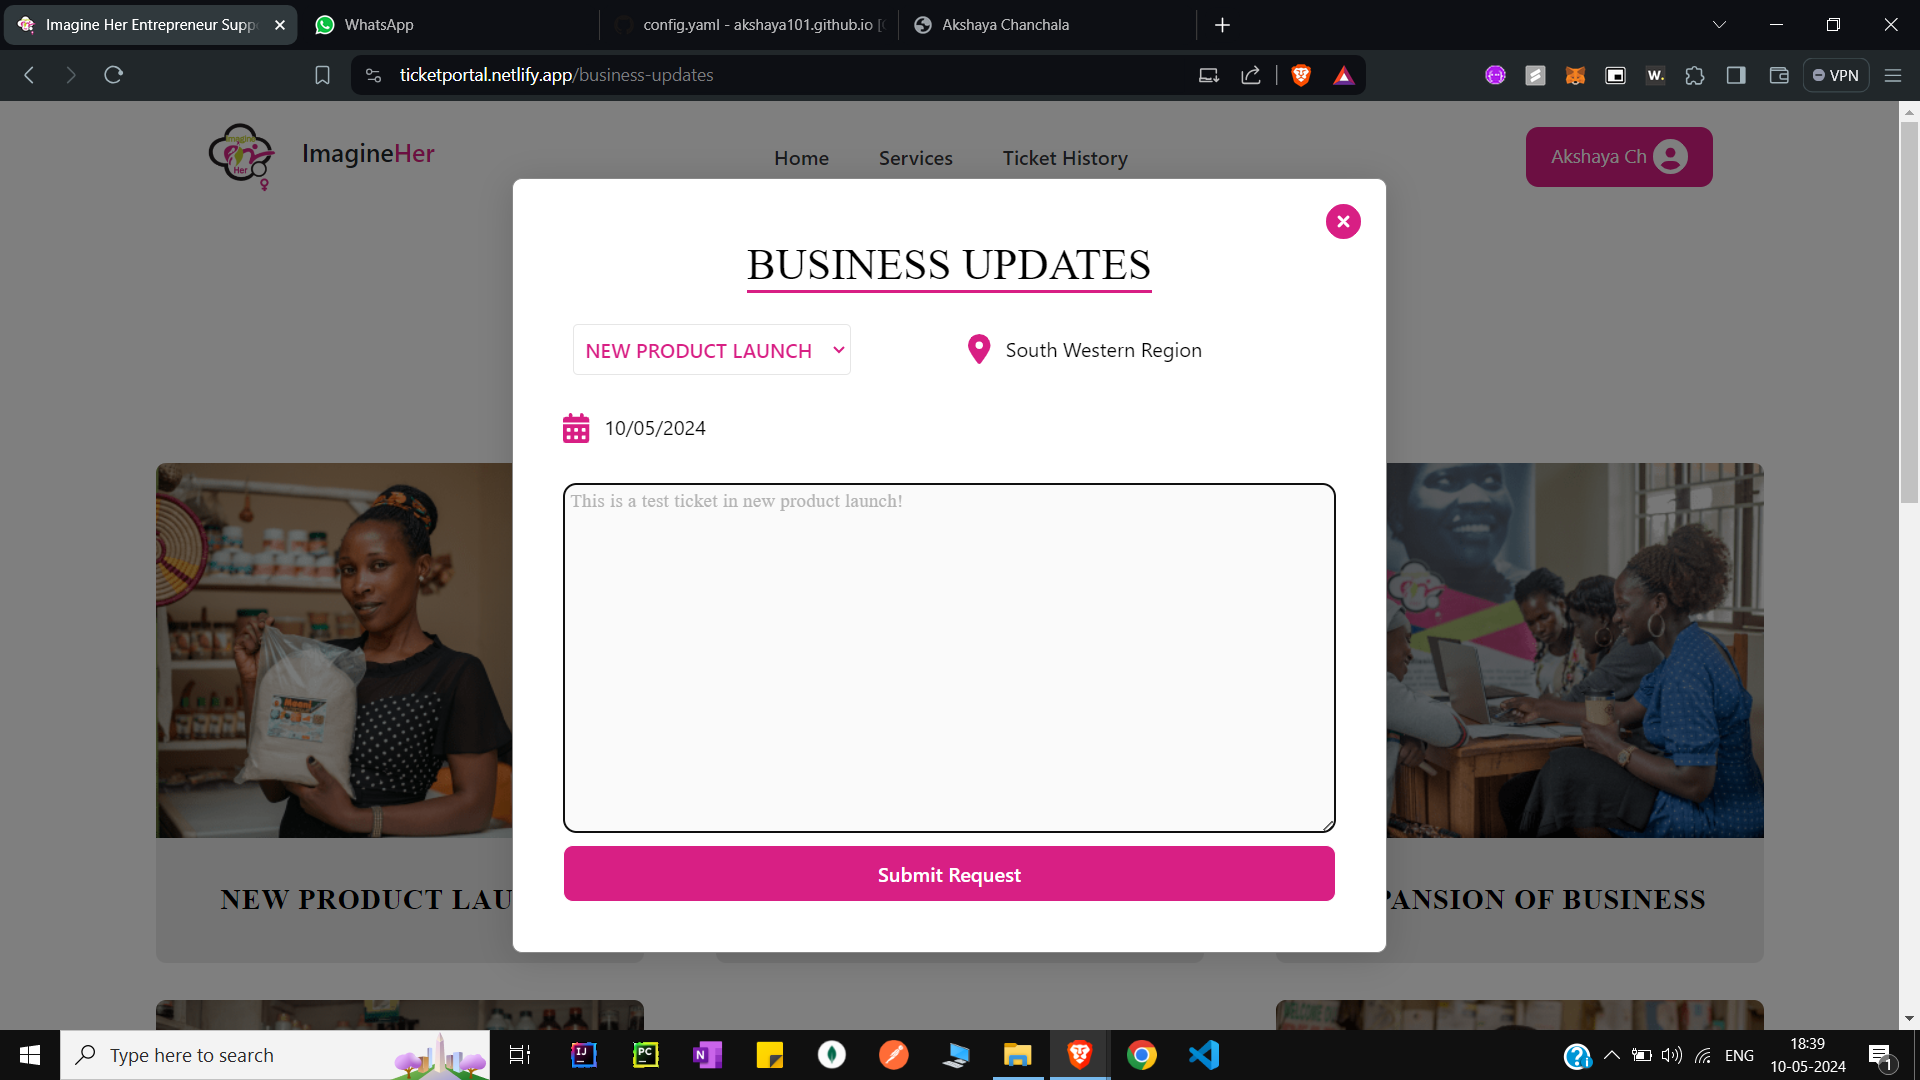 Imagine Her Entrepreneur Supp
WhatsApp
config.yaml - akshaya101.github.io [
Akshaya Chanchala
ticketportal.netlify.app/business-updates
W.
VPN
ImagineHer
Home
Services
Ticket History
Akshaya Ch
BUSINESS UPDATES
NEW PRODUCT LAUNCH
South Western Region
10/05/2024
This is a test ticket in new product launch!
Submit Request
NEW PRODUCT LAU
PANSION OF BUSINESS
Type here to search
ENG
18:39
10-05-2024
1